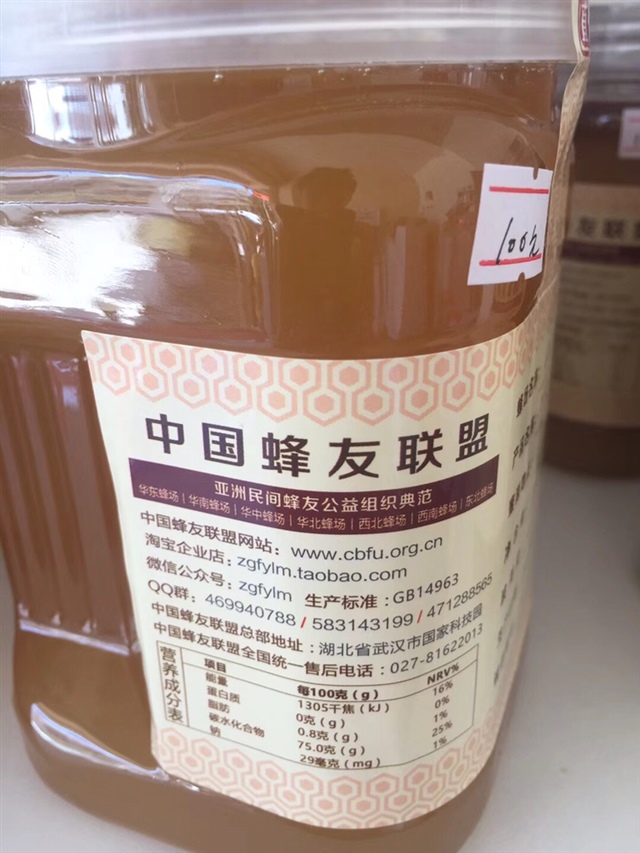 100元
中国蜂友联盟
亚洲民间蜂友公益组织典范
华东蜂场|华南蜂场|华中蜂场|华北蜂场|西北蜂场|西南蜂场|东北蜂场
中国蜂友联盟网站：www.cbfu.org.cn
淘宝企业店：zgfylm.taobao.com
微信公众号：zgfylm 生产标准：GB14963
QQ群：469940788 / 583143199 / 471288565
中国蜂友联盟总部地址：湖北省武汉市国家科技园
中国蜂友联盟全国统一售后电话：027-81622013
营养成分表
项目 每100克（g） NRV%
能量 1305千焦（kJ） 16%
蛋白质 0克（g） 0%
脂肪 0.8克（g） 1%
碳水化合物 75.0克（g） 25%
钠 29毫克（mg） 1%
友联盟